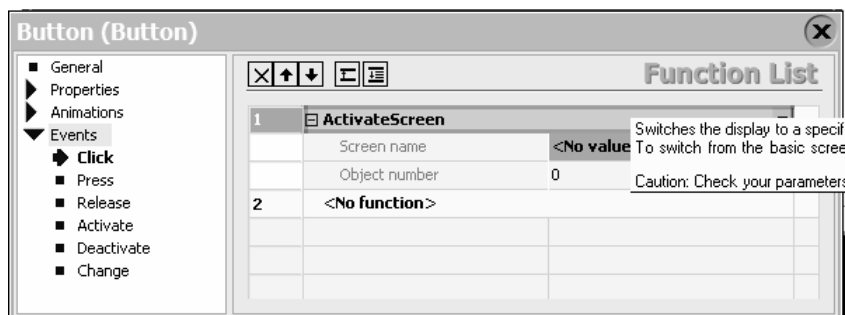 Button (Button)
General
Properties
Animations
Events
Click
Press
Release
Activate
Deactivate
Change
Function List
1 ActivateScreen
Screen name <No value
Object number 0
2 <No function>
Switches the display to a specif
To switch from the basic scree
Caution: Check your parameters